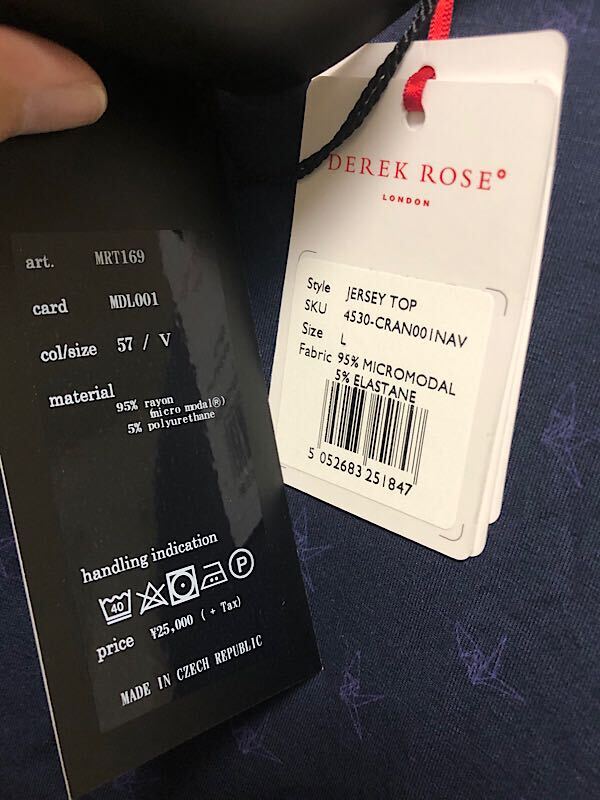 art. MRT169
card MDL001
col/size 57 / V
material 95% rayon
(micro modal®)
5% polyurethane
handling indication
40 P
price ¥25,000 ( + Tax)
MADE IN CZECH REPUBLIC
DEREK ROSE
LONDON
Style JERSEY TOP
SKU 4530-CRAN001NAV
Size L
Fabric 95% MICROMODAL
5% ELASTANE
5 052683 251847